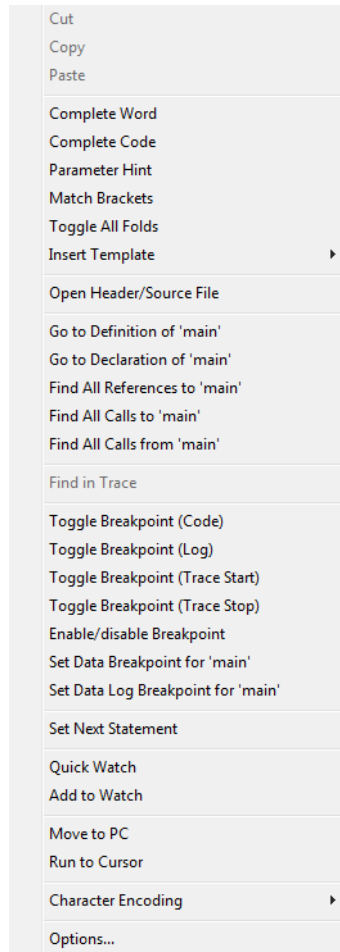 Cut
Copy
Paste
Complete Word
Complete Code
Parameter Hint
Match Brackets
Toggle All Folds
Insert Template
Open Header/Source File
Go to Definition of 'main'
Go to Declaration of 'main'
Find All References to 'main'
Find All Calls to 'main'
Find All Calls from 'main'
Find in Trace
Toggle Breakpoint (Code)
Toggle Breakpoint (Log)
Toggle Breakpoint (Trace Start)
Toggle Breakpoint (Trace Stop)
Enable/disable Breakpoint
Set Data Breakpoint for 'main'
Set Data Log Breakpoint for 'main'
Set Next Statement
Quick Watch
Add to Watch
Move to PC
Run to Cursor
Character Encoding
Options...